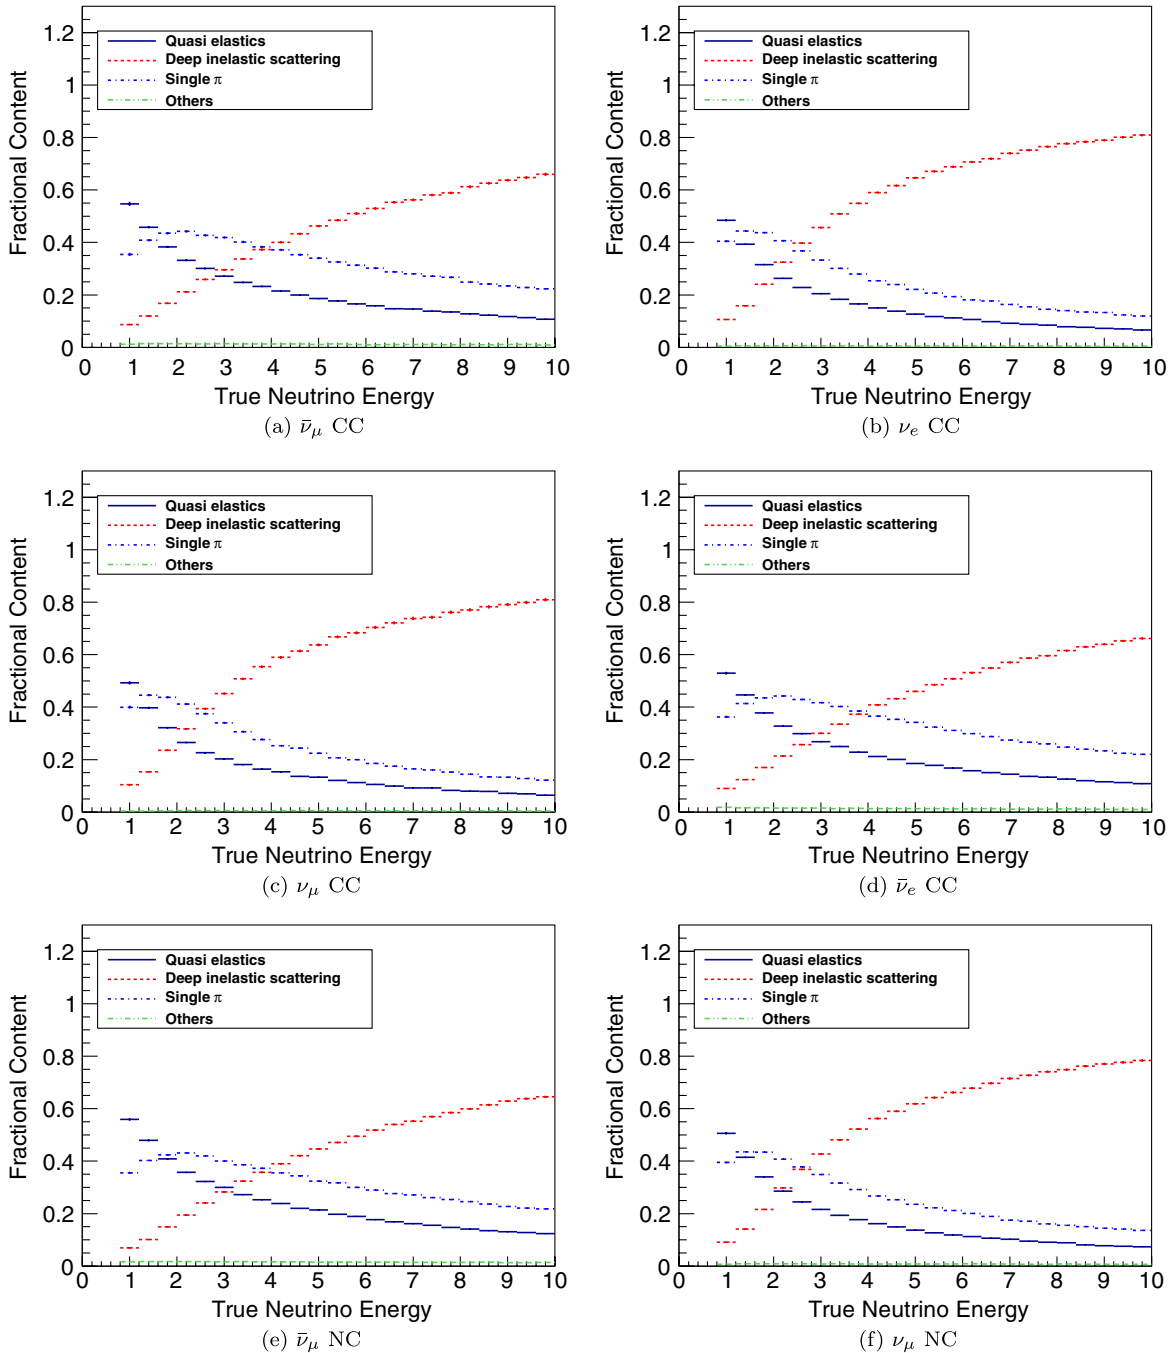 Fractional Content
1.2
1
0.8
0.6
0.4
0.2
0
Quasi elastics
Deep inelastic scattering
Single π
Others
0 1 2 3 4 5 6 7 8 9 10
True Neutrino Energy
(a) ν̄μ CC
Fractional Content
1.2
1
0.8
0.6
0.4
0.2
0
Quasi elastics
Deep inelastic scattering
Single π
Others
0 1 2 3 4 5 6 7 8 9 10
True Neutrino Energy
(b) νe CC
Fractional Content
1.2
1
0.8
0.6
0.4
0.2
0
Quasi elastics
Deep inelastic scattering
Single π
Others
0 1 2 3 4 5 6 7 8 9 10
True Neutrino Energy
(c) νμ CC
Fractional Content
1.2
1
0.8
0.6
0.4
0.2
0
Quasi elastics
Deep inelastic scattering
Single π
Others
0 1 2 3 4 5 6 7 8 9 10
True Neutrino Energy
(d) ν̄e CC
Fractional Content
1.2
1
0.8
0.6
0.4
0.2
0
Quasi elastics
Deep inelastic scattering
Single π
Others
0 1 2 3 4 5 6 7 8 9 10
True Neutrino Energy
(e) ν̄μ NC
Fractional Content
1.2
1
0.8
0.6
0.4
0.2
0
Quasi elastics
Deep inelastic scattering
Single π
Others
0 1 2 3 4 5 6 7 8 9 10
True Neutrino Energy
(f) νμ NC